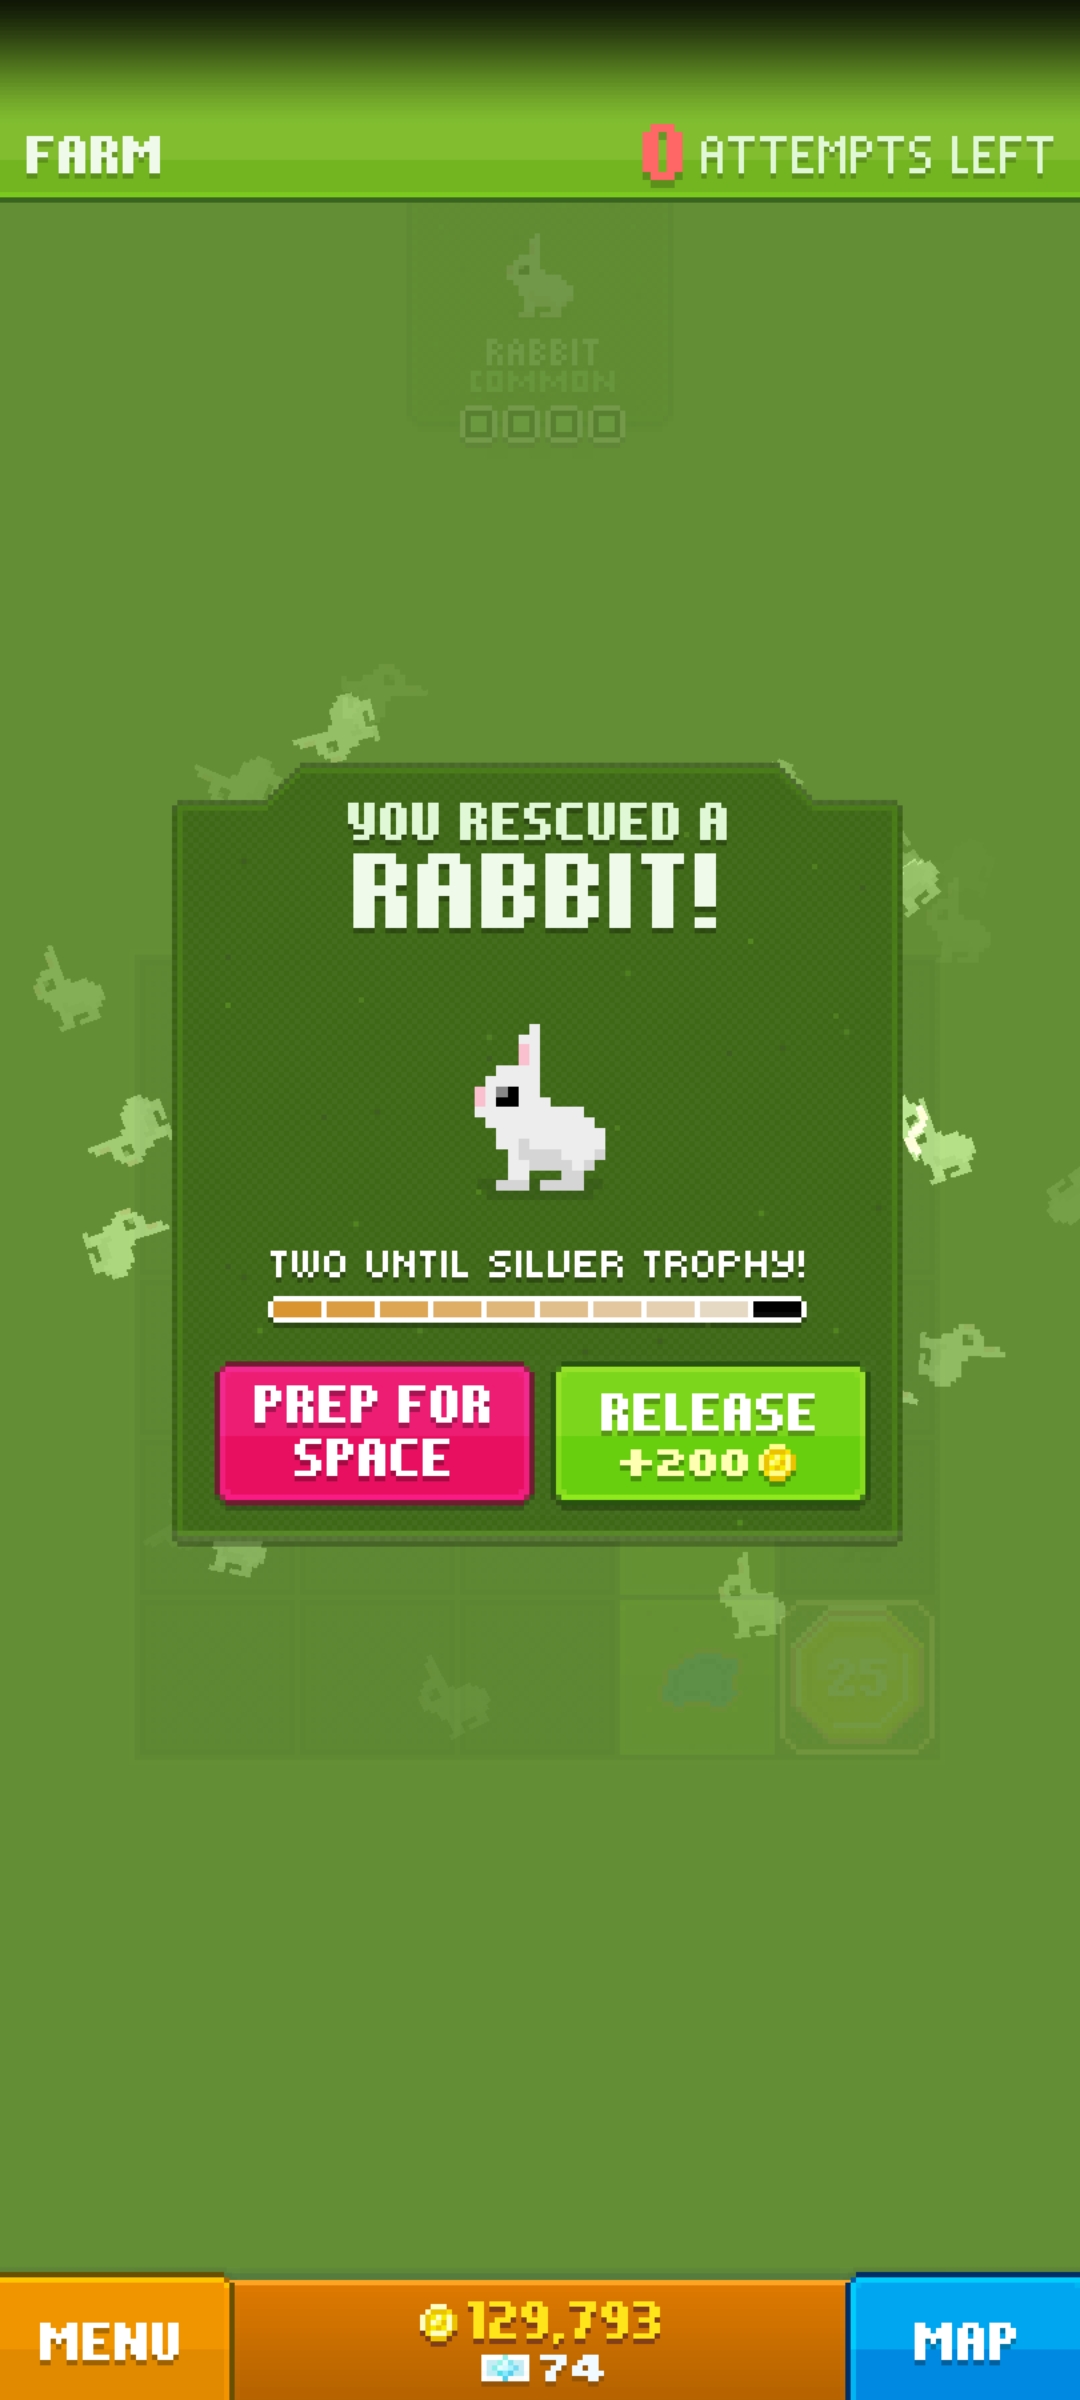 FARM
0 ATTEMPTS LEFT
RABBIT
COMMON
YOU RESCUED A
RABBIT!
TWO UNTIL SILVER TROPHY!
PREP FOR
SPACE
RELEASE
+200
25
MENU
129,793
74
MAP